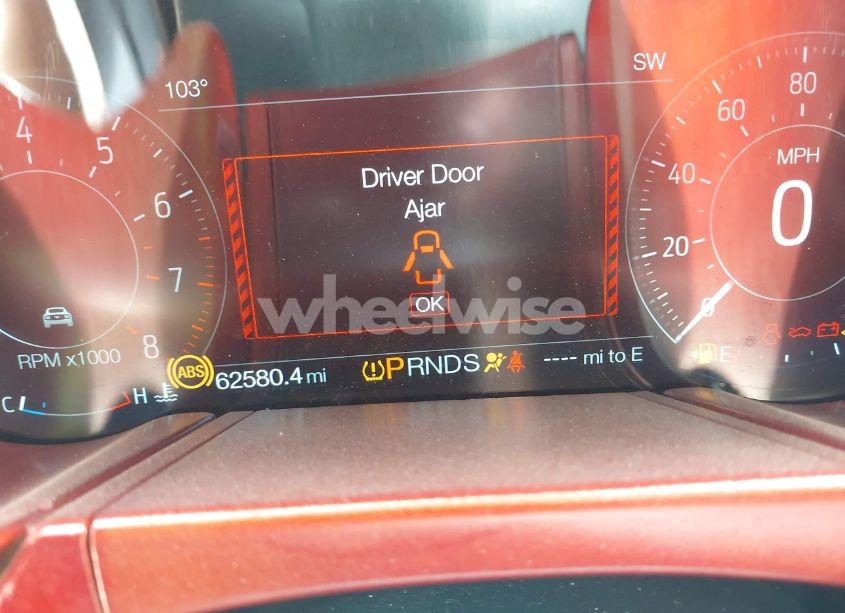 103°
SW
4
5
6
7
8
RPM x1000
Driver Door
Ajar
OK
wheelwise
20
40
60
80
MPH
0
0
C
H
ABS
62580.4 mi
PRNDS
---- mi to E
E